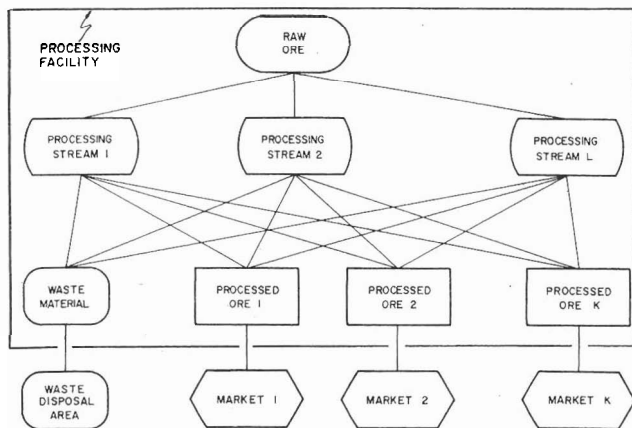 PROCESSING
FACILITY
RAW
ORE
PROCESSING
STREAM 1
PROCESSING
STREAM 2
PROCESSING
STREAM L
WASTE
MATERIAL
PROCESSED
ORE 1
PROCESSED
ORE 2
PROCESSED
ORE K
WASTE
DISPOSAL
AREA
MARKET 1
MARKET 2
MARKET K